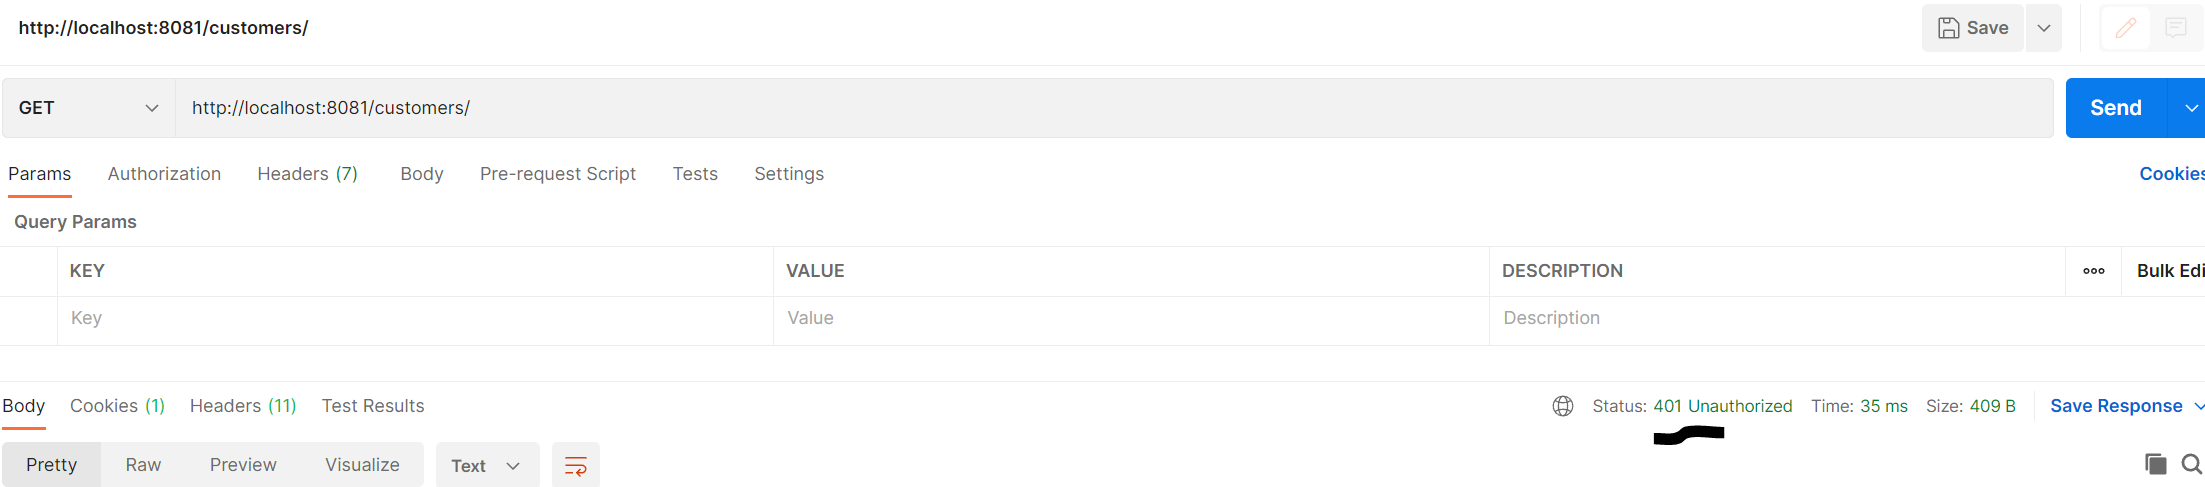 http://localhost:8081/customers/
Save
GET http://localhost:8081/customers/ Send
Params Authorization Headers (7) Body Pre-request Script Tests Settings Cookies
Query Params
KEY VALUE DESCRIPTION ooo Bulk Edi
Key Value Description
Body Cookies (1) Headers (11) Test Results Status: 401 Unauthorized Time: 35 ms Size: 409 B Save Response
Pretty Raw Preview Visualize Text